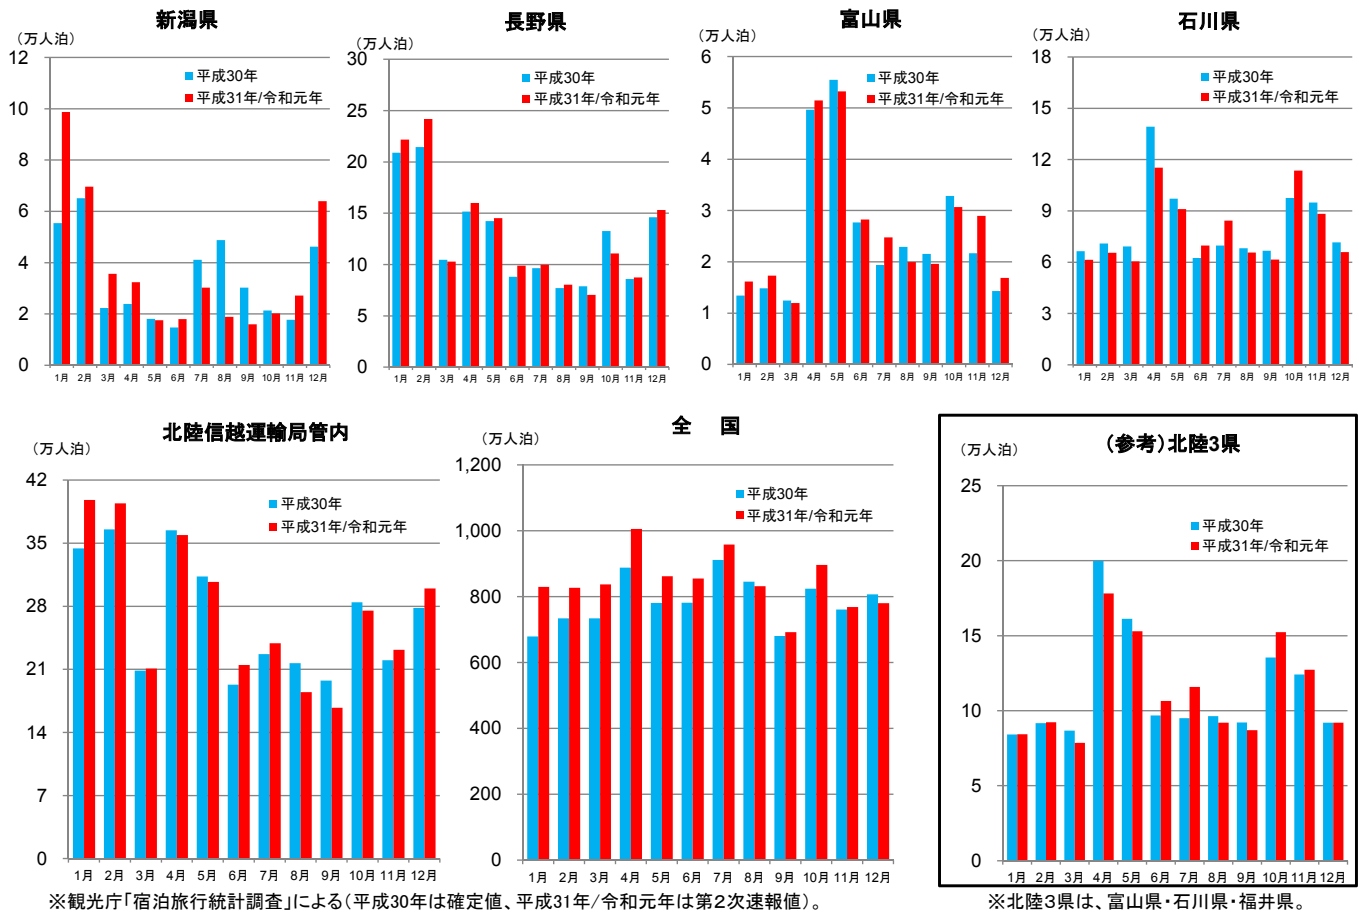 新潟県
（万人泊）
平成30年
平成31年/令和元年
12
10
8
6
4
2
0
1月 2月 3月 4月 5月 6月 7月 8月 9月 10月 11月 12月
長野県
（万人泊）
平成30年
平成31年/令和元年
30
25
20
15
10
5
0
1月 2月 3月 4月 5月 6月 7月 8月 9月 10月 11月 12月
富山県
（万人泊）
平成30年
平成31年/令和元年
6
5
4
3
2
1
0
1月 2月 3月 4月 5月 6月 7月 8月 9月 10月 11月 12月
石川県
（万人泊）
平成30年
平成31年/令和元年
18
15
12
9
6
3
0
1月 2月 3月 4月 5月 6月 7月 8月 9月 10月 11月 12月
北陸信越運輸局管内
（万人泊）
平成30年
平成31年/令和元年
42
35
28
21
14
7
0
1月 2月 3月 4月 5月 6月 7月 8月 9月 10月 11月 12月
全 国
（万人泊）
平成30年
平成31年/令和元年
1,200
1,000
800
600
400
200
0
1月 2月 3月 4月 5月 6月 7月 8月 9月 10月 11月 12月
（参考）北陸3県
（万人泊）
平成30年
平成31年/令和元年
25
20
15
10
5
0
1月 2月 3月 4月 5月 6月 7月 8月 9月 10月 11月 12月
※観光庁「宿泊旅行統計調査」による（平成30年は確定値、平成31年/令和元年は第２次速報値）。
※北陸３県は、富山県・石川県・福井県。